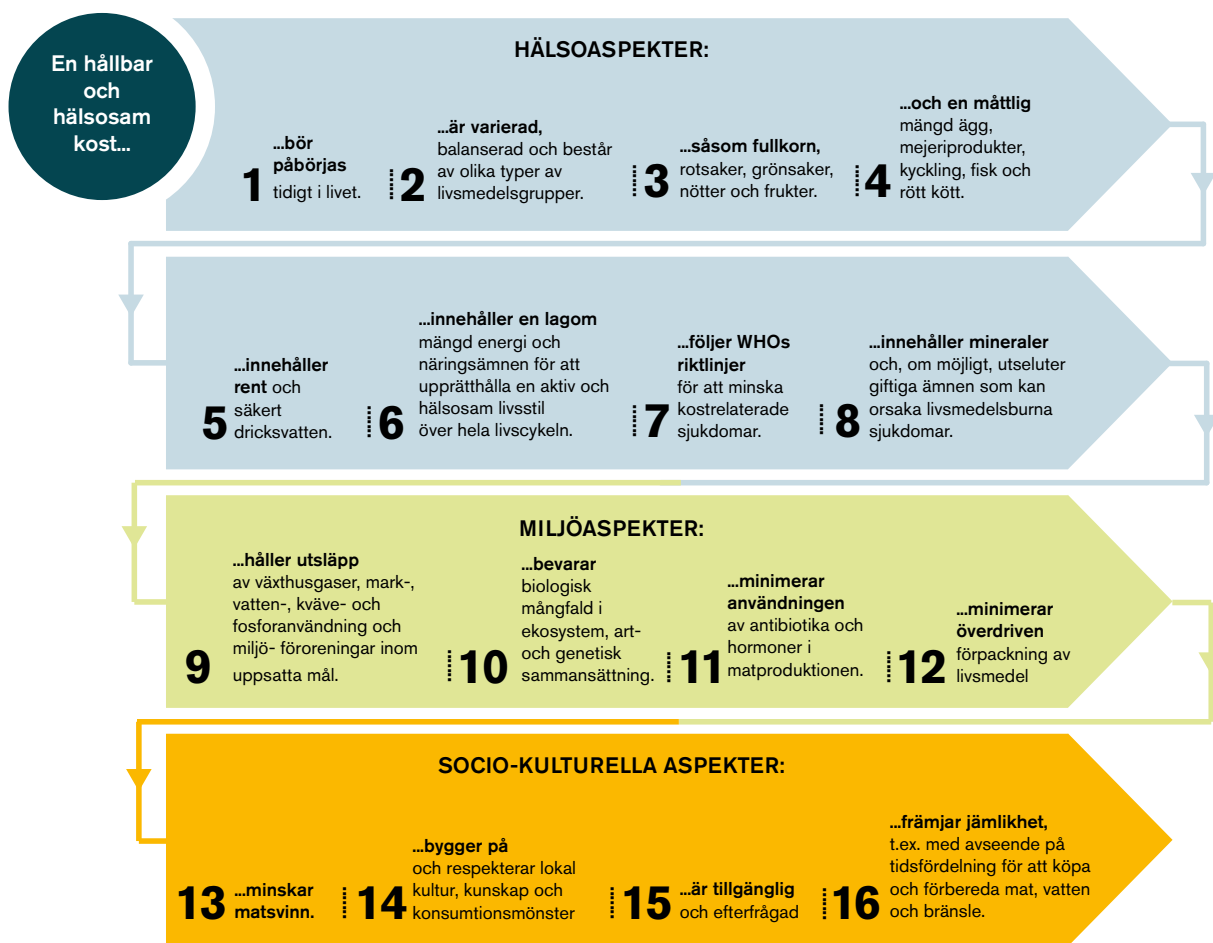 En hållbar
och
hälsosam
kost...
HÄLSOASPEKTER:
1
...bör
påbörjas
tidigt i livet.
2
...är varierad,
balanserad och består
av olika typer av
livsmedelsgrupper.
3
...såsom fullkorn,
rotsaker, grönsaker,
nötter och frukter.
4
...och en måttlig
mängd ägg,
mejeriprodukter,
kyckling, fisk och
rött kött.
5
...innehåller
rent och
säkert
dricksvatten.
6
...innehåller en lagom
mängd energi och
näringsämnen för att
upprätthålla en aktiv och
hälsosam livsstil
över hela livscykeln.
7
...följer WHOs
riktlinjer
för att minska
kostrelaterade
sjukdomar.
8
...innehåller mineraler
och, om möjligt, utseluter
giftiga ämnen som kan
orsaka livsmedelsburna
sjukdomar.
MILJÖASPEKTER:
9
...håller utsläpp
av växthusgaser, mark-,
vatten-, kväve- och
fosforanvändning och
miljö- föroreningar inom
uppsatta mål.
10
...bevarar
biologisk
mångfald i
ekosystem, art-
och genetisk
sammansättning.
11
...minimerar
användningen
av antibiotika och
hormoner i
matproduktionen.
12
...minimerar
överdriven
förpackning av
livsmedel
SOCIO-KULTURELLA ASPEKTER:
13
...minskar
matsvinn.
14
...bygger på
och respekterar lokal
kultur, kunskap och
konsumtionsmönster
15
...är tillgänglig
och efterfrågad
16
...främjar jämlikhet,
t.ex. med avseende på
tidsfördelning för att köpa
och förbereda mat, vatten
och bränsle.